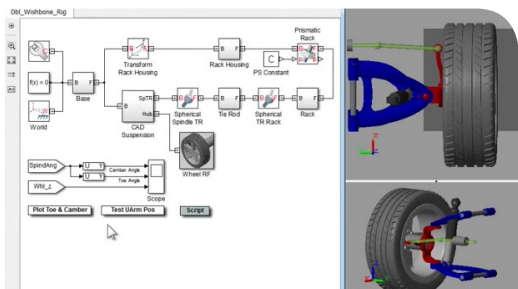 Dbl_Wishbone_Rig
Prismatic
Rack
C
B F
B F
B F
Transform
Rack Housing
Rack Housing
C
PS Constant
f(x) = 0
B F
Base
World
B
SpTR
Hub
CAD
Suspension
B F
B F
B F
B F
Spherical
Spindle TR
Tie Rod
Spherical
TR Rack
Rack
Wheel RF
SpindAng
U Y
Camber Angle
U Y
Toe Angle
Whl_z
Scope
Plot Toe & Camber
Test UArm Pos
Script